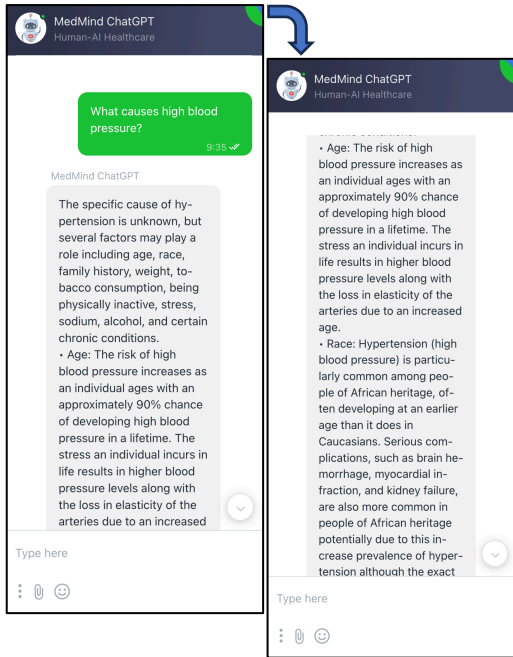 MedMind ChatGPT
Human-AI Healthcare
What causes high blood
pressure?
9:35
MedMind ChatGPT
The specific cause of hy-
pertension is unknown, but
several factors may play a
role including age, race,
family history, weight, to-
bacco consumption, being
physically inactive, stress,
sodium, alcohol, and certain
chronic conditions.
• Age: The risk of high
blood pressure increases as
an individual ages with an
approximately 90% chance
of developing high blood
pressure in a lifetime. The
stress an individual incurs in
life results in higher blood
pressure levels along with
the loss in elasticity of the
arteries due to an increased
Type here
MedMind ChatGPT
Human-AI Healthcare
chronic conditions.
• Age: The risk of high
blood pressure increases as
an individual ages with an
approximately 90% chance
of developing high blood
pressure in a lifetime. The
stress an individual incurs in
life results in higher blood
pressure levels along with
the loss in elasticity of the
arteries due to an increased
age.
• Race: Hypertension (high
blood pressure) is particu-
larly common among peo-
ple of African heritage, of-
ten developing at an earlier
age than it does in
Caucasians. Serious com-
plications, such as brain he-
morrhage, myocardial in-
fraction, and kidney failure,
are also more common in
people of African heritage
potentially due to this in-
crease prevalence of hyper-
tension although the exact
Type here